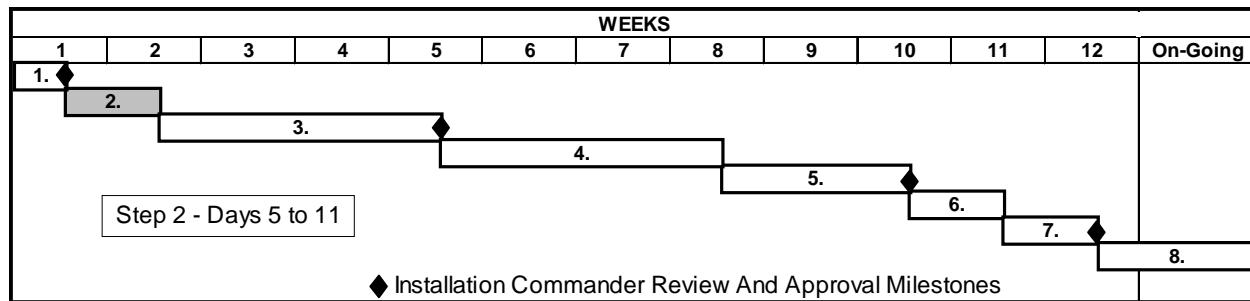 WEEKS
1 2 3 4 5 6 7 8 9 10 11 12 On-Going
1.
2.
3.
4.
5.
Step 2 - Days 5 to 11
6.
7.
8.
Installation Commander Review And Approval Milestones